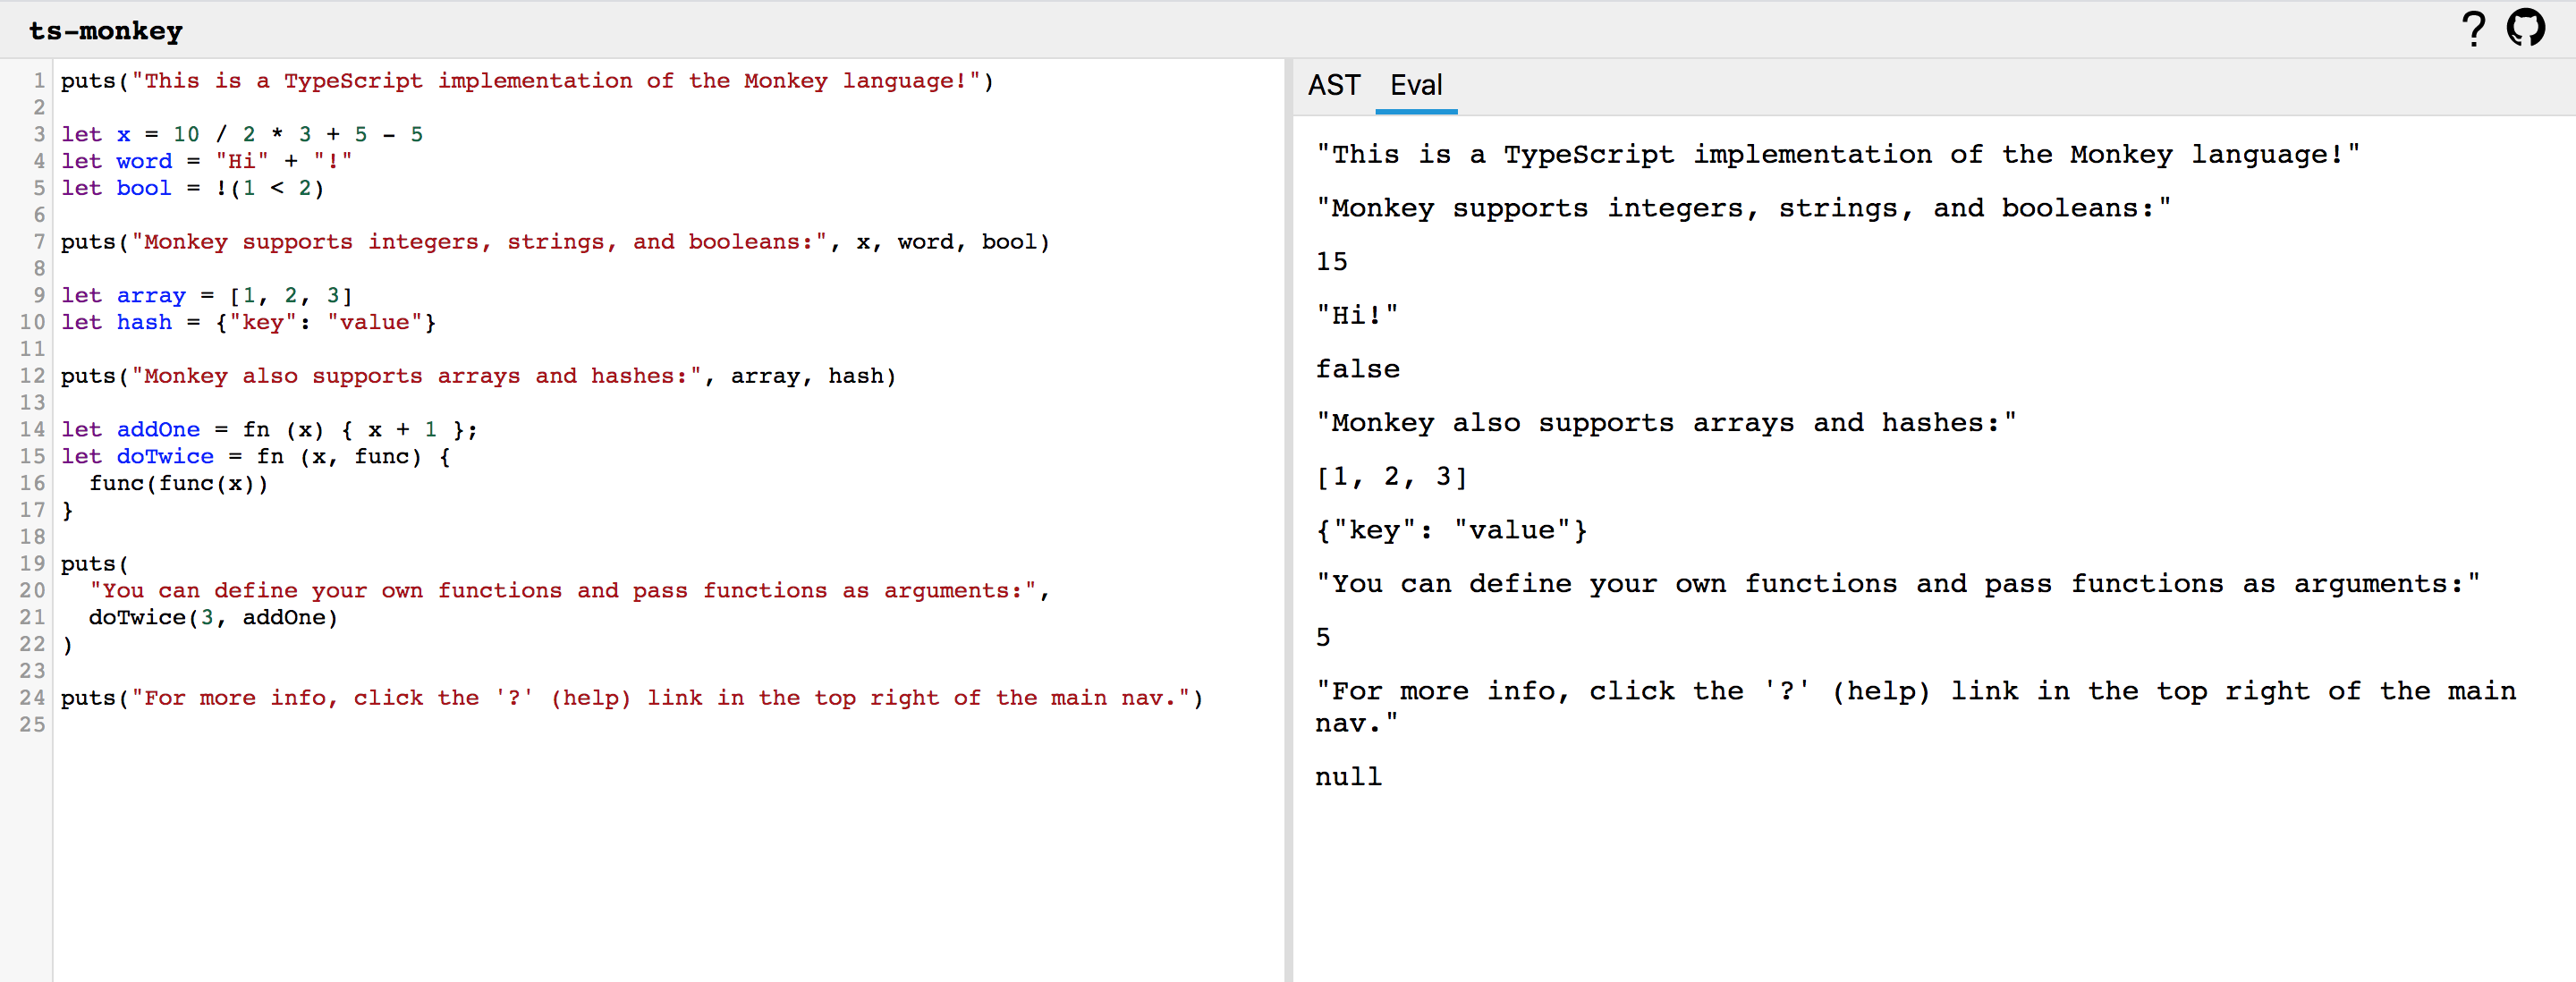 ts-monkey
?
1 puts("This is a TypeScript implementation of the Monkey language!")
2
3 let x = 10 / 2 * 3 + 5 - 5
4 let word = "Hi" + "!"
5 let bool = !(1 < 2)
6
7 puts("Monkey supports integers, strings, and booleans:", x, word, bool)
8
9 let array = [1, 2, 3]
10 let hash = {"key": "value"}
11
12 puts("Monkey also supports arrays and hashes:", array, hash)
13
14 let addOne = fn (x) { x + 1 };
15 let doTwice = fn (x, func) {
16   func(func(x))
17 }
18
19 puts(
20   "You can define your own functions and pass functions as arguments:",
21   doTwice(3, addOne)
22 )
23
24 puts("For more info, click the '?' (help) link in the top right of the main nav.")
25
AST Eval
"This is a TypeScript implementation of the Monkey language!"
"Monkey supports integers, strings, and booleans:"
15
"Hi!"
false
"Monkey also supports arrays and hashes:"
[1, 2, 3]
{"key": "value"}
"You can define your own functions and pass functions as arguments:"
5
"For more info, click the '?' (help) link in the top right of the main
nav."
null